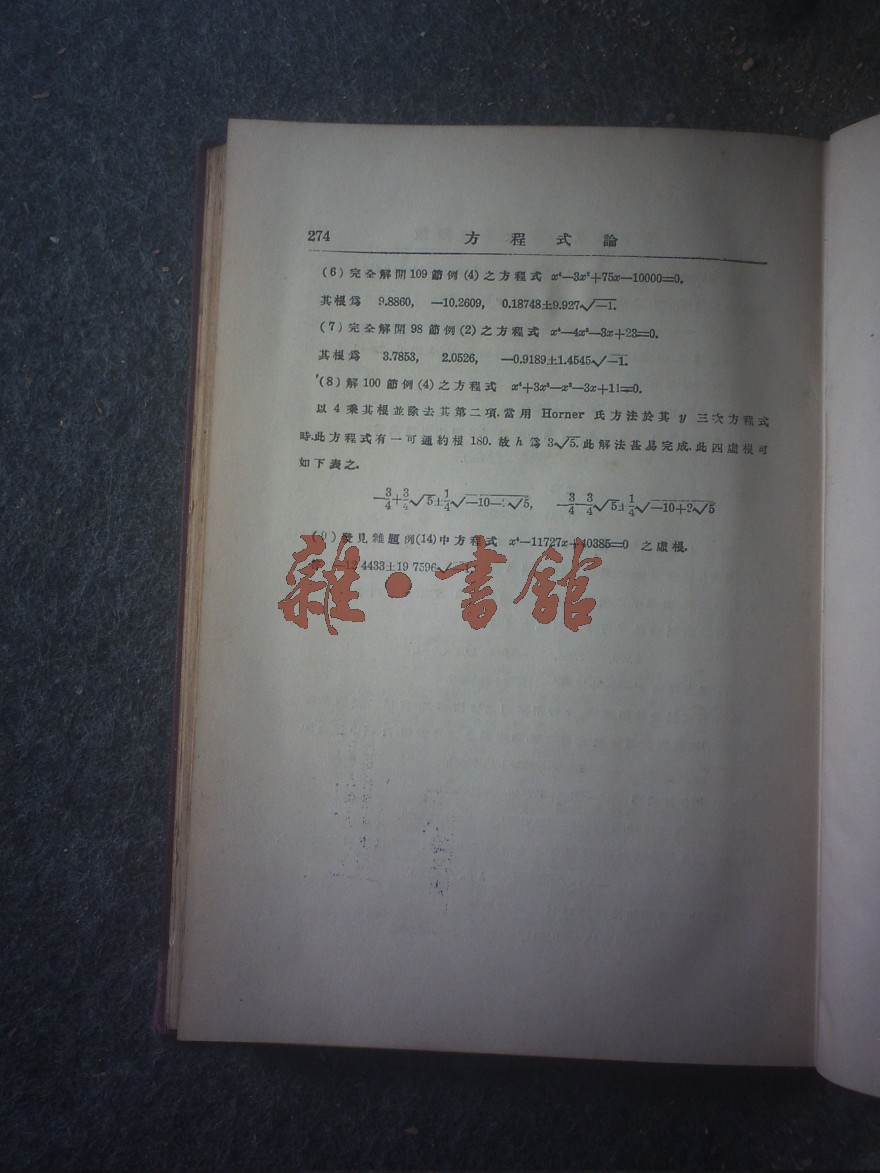 274 方程式論
(6) 完全解開 109 節例 (4) 之方程式 x⁴—3x²+75x—10000=0.
其根爲 9.8860, —10.2609, 0.18748±9.927√—1.
(7) 完全解開 98 節例 (2) 之方程式 x⁴—4x³—3x+23=0.
其根爲 3.7853, 2.0526, —0.9189±1.4545√—1.
(8) 解 100 節例 (4) 之方程式 x⁴+3x³—x²—3x+11=0.
以 4 乘其根並除去其第二項. 當用 Horner 氏方法於其 y 三次方程式
時, 此方程式有一可通約根 180. 故 h 爲 3√5. 此解法甚易完成. 此四虛根可
如下表之.
—3/4+3/4√5±1/4√—10—2√5, —3/4—3/4√5±1/4√—10+2√5
(9) 發見雜題例 (14) 中方程式 x⁴—11727x+40385=0 之虛根.
4433±19.7596√
雜・書館